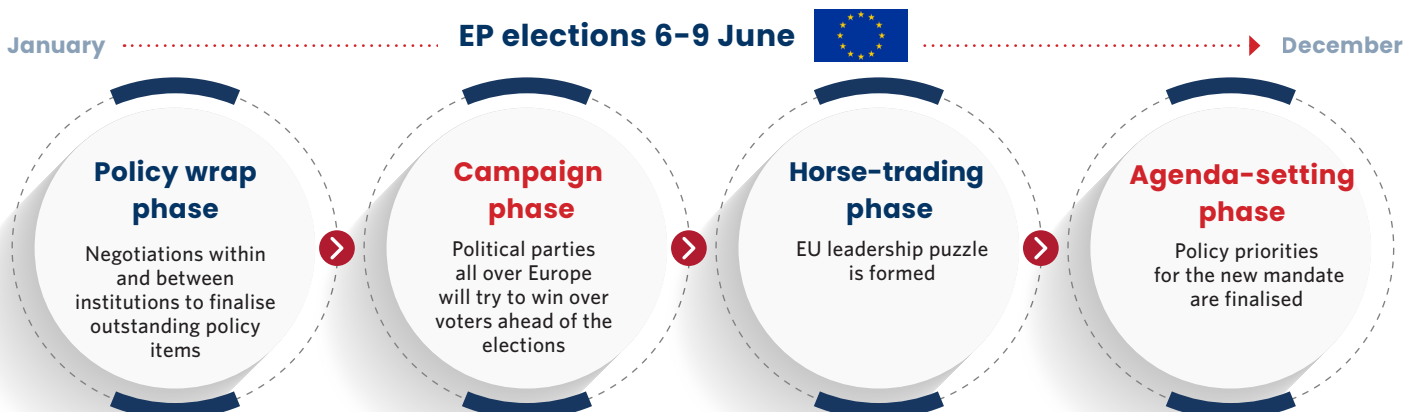 January
EP elections 6-9 June
December
Policy wrap
phase
Negotiations within
and between
institutions to finalise
outstanding policy
items
Campaign
phase
Political parties
all over Europe
will try to win over
voters ahead of the
elections
Horse-trading
phase
EU leadership puzzle
is formed
Agenda-setting
phase
Policy priorities
for the new mandate
are finalised